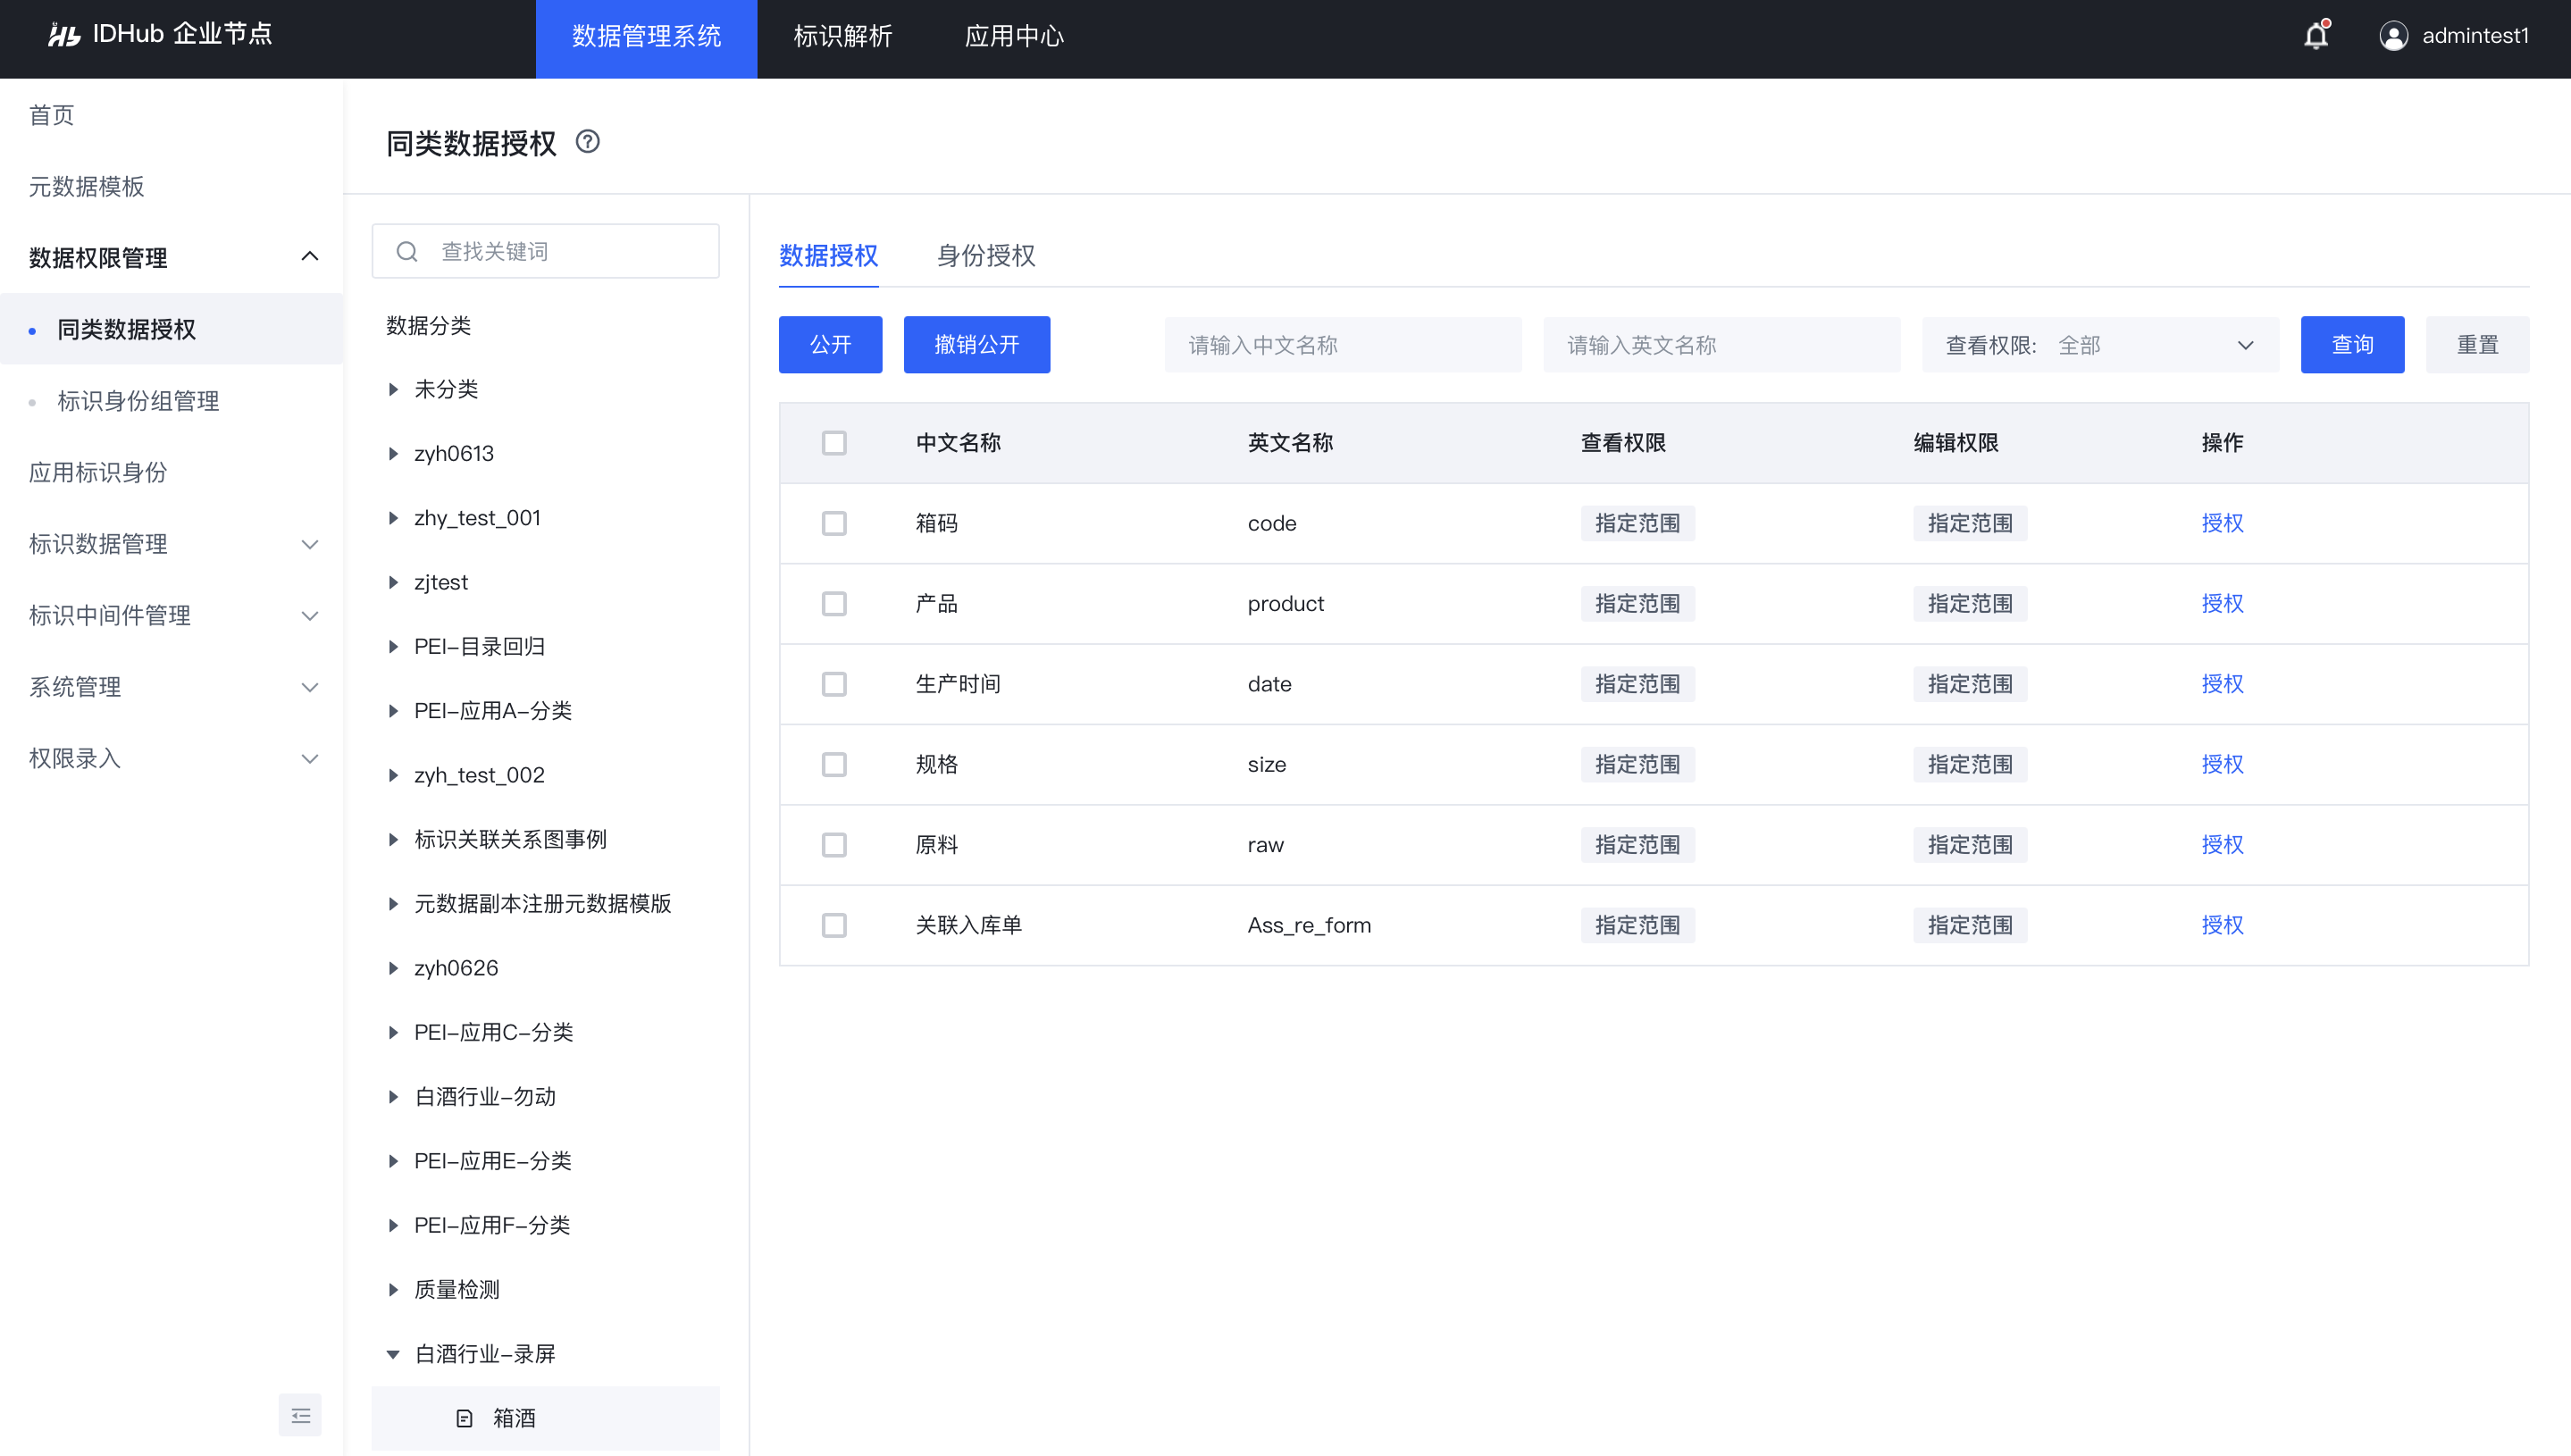 IDHub 企业节点
数据管理系统
标识解析
应用中心
admintest1
首页
元数据模板
数据权限管理
同类数据授权
标识身份组管理
应用标识身份
标识数据管理
标识中间件管理
系统管理
权限录入
同类数据授权
查找关键词
数据分类
未分类
zyh0613
zhy_test_001
zjtest
PEI-目录回归
PEI-应用A-分类
zyh_test_002
标识关联关系图事例
元数据副本注册元数据模版
zyh0626
PEI-应用C-分类
白酒行业-勿动
PEI-应用E-分类
PEI-应用F-分类
质量检测
白酒行业-录屏
箱酒
数据授权 身份授权
公开 撤销公开 请输入中文名称 请输入英文名称 查看权限: 全部 查询 重置
中文名称 英文名称 查看权限 编辑权限 操作
箱码 code 指定范围 指定范围 授权
产品 product 指定范围 指定范围 授权
生产时间 date 指定范围 指定范围 授权
规格 size 指定范围 指定范围 授权
原料 raw 指定范围 指定范围 授权
关联入库单 Ass_re_form 指定范围 指定范围 授权